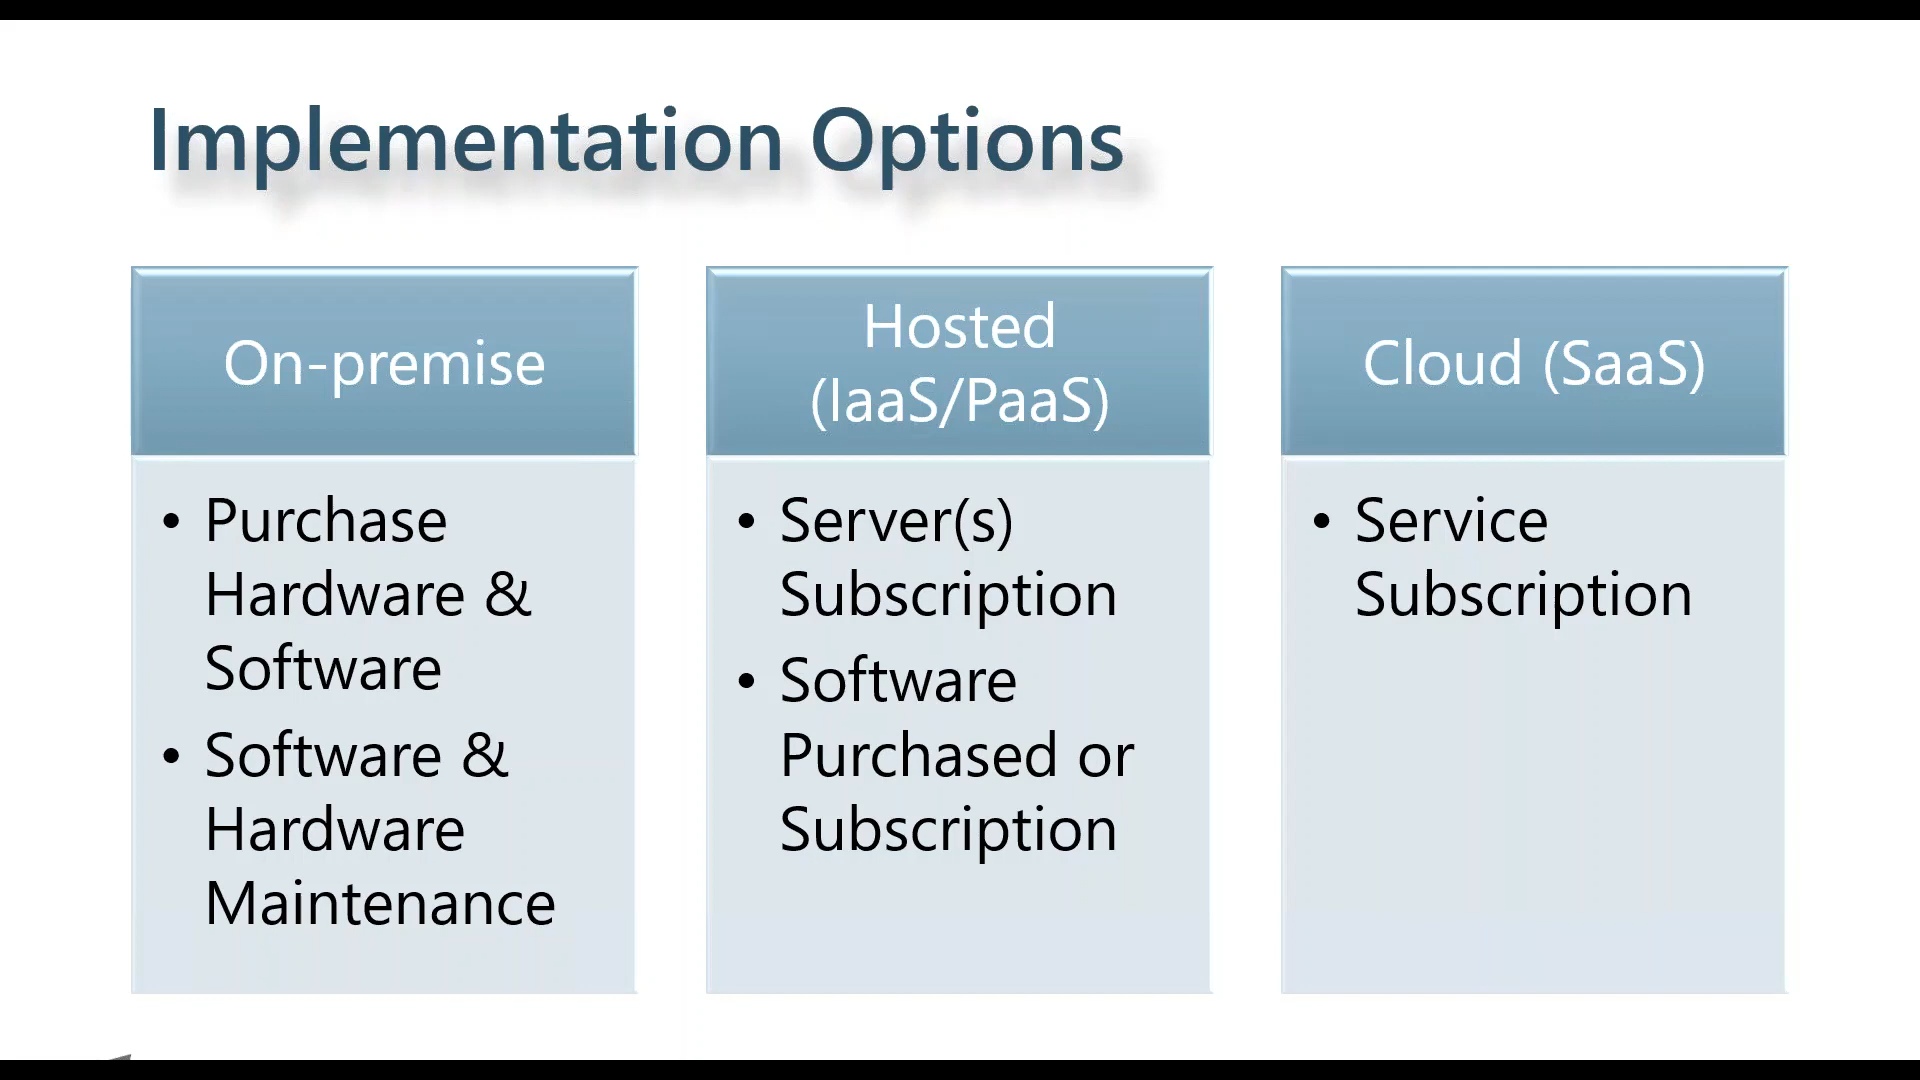 Implementation Options
On-premise
• Purchase
Hardware &
Software
• Software &
Hardware
Maintenance
Hosted
(IaaS/PaaS)
• Server(s)
Subscription
• Software
Purchased or
Subscription
Cloud (SaaS)
• Service
Subscription